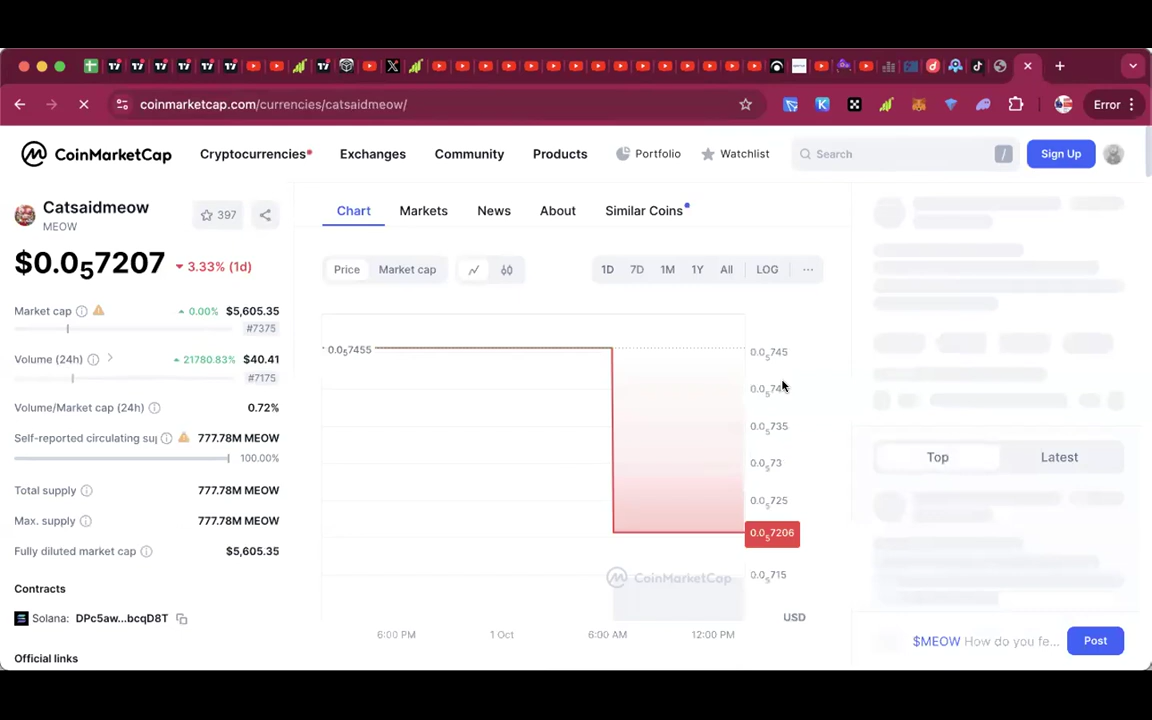 coinmarketcap.com/currencies/catsaidmeow/
Error
CoinMarketCap
Cryptocurrencies
Exchanges
Community
Products
Portfolio
Watchlist
Search
/
Sign Up
Catsaidmeow
MEOW
397
$0.0₅7207
3.33% (1d)
Market cap
0.00%
$5,605.35
#7375
Volume (24h)
21780.83%
$40.41
#7175
Volume/Market cap (24h)
0.72%
Self-reported circulating su
777.78M MEOW
100.00%
Total supply
777.78M MEOW
Max. supply
777.78M MEOW
Fully diluted market cap
$5,605.35
Contracts
Solana: DPc5aw...bcqD8T
Official links
Chart
Markets
News
About
Similar Coins
Price
Market cap
1D
7D
1M
1Y
All
LOG
...
0.0₅7455
0.0₅745
0.0₅74
0.0₅735
0.0₅73
0.0₅725
0.0₅7206
0.0₅715
CoinMarketCap
USD
6:00 PM
1 Oct
6:00 AM
12:00 PM
Top
Latest
$MEOW How do you fe...
Post